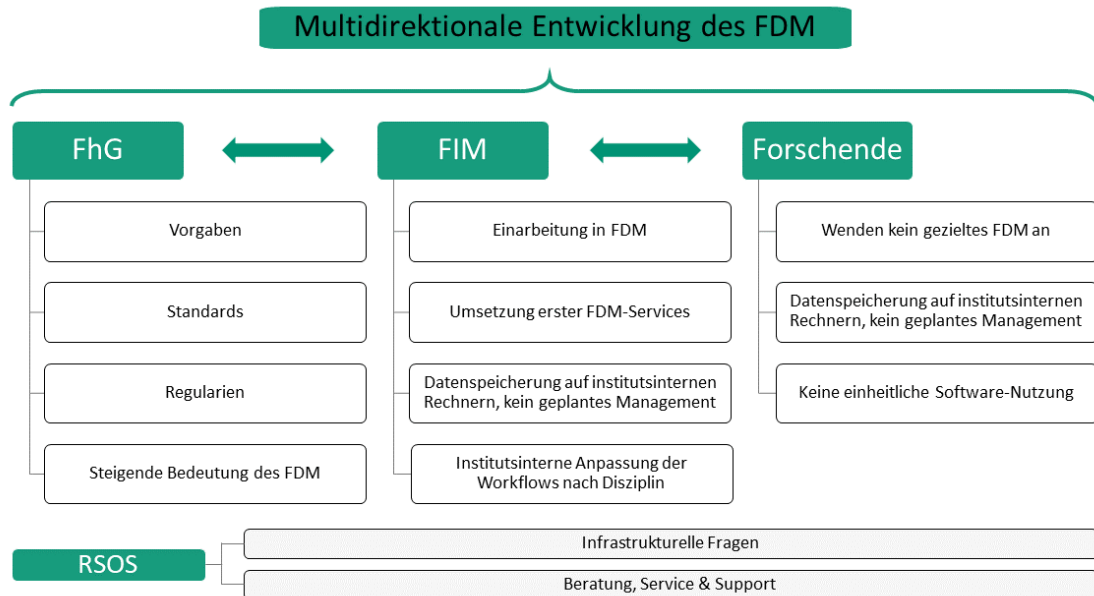 Multidirektionale Entwicklung des FDM
FhG
FIM
Forschende
Vorgaben
Standards
Regularien
Steigende Bedeutung des FDM
Einarbeitung in FDM
Umsetzung erster FDM-Services
Datenspeicherung auf institutsinternen
Rechnern, kein geplantes Management
Institutsinterne Anpassung der
Workflows nach Disziplin
Wenden kein gezieltes FDM an
Datenspeicherung auf institutsinternen
Rechnern, kein geplantes Management
Keine einheitliche Software-Nutzung
RSOS
Infrastrukturelle Fragen
Beratung, Service & Support